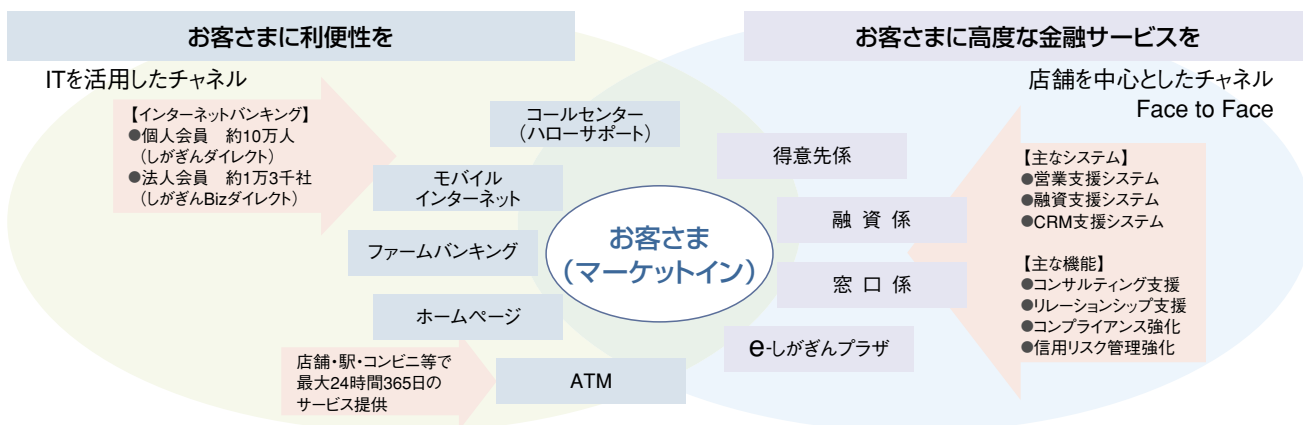 お客さまに利便性を
ITを活用したチャネル
【インターネットバンキング】
●個人会員　約10万人
（しがぎんダイレクト）
●法人会員　約1万3千社
（しがぎんBizダイレクト）
コールセンター
（ハローサポート）
モバイル
インターネット
ファームバンキング
ホームページ
店舗・駅・コンビニ等で
最大24時間365日の
サービス提供
ATM
お客さま
（マーケットイン）
お客さまに高度な金融サービスを
店舗を中心としたチャネル
Face to Face
得意先係
融 資 係
窓 口 係
e-しがぎんプラザ
【主なシステム】
●営業支援システム
●融資支援システム
●CRM支援システム
【主な機能】
●コンサルティング支援
●リレーションシップ支援
●コンプライアンス強化
●信用リスク管理強化